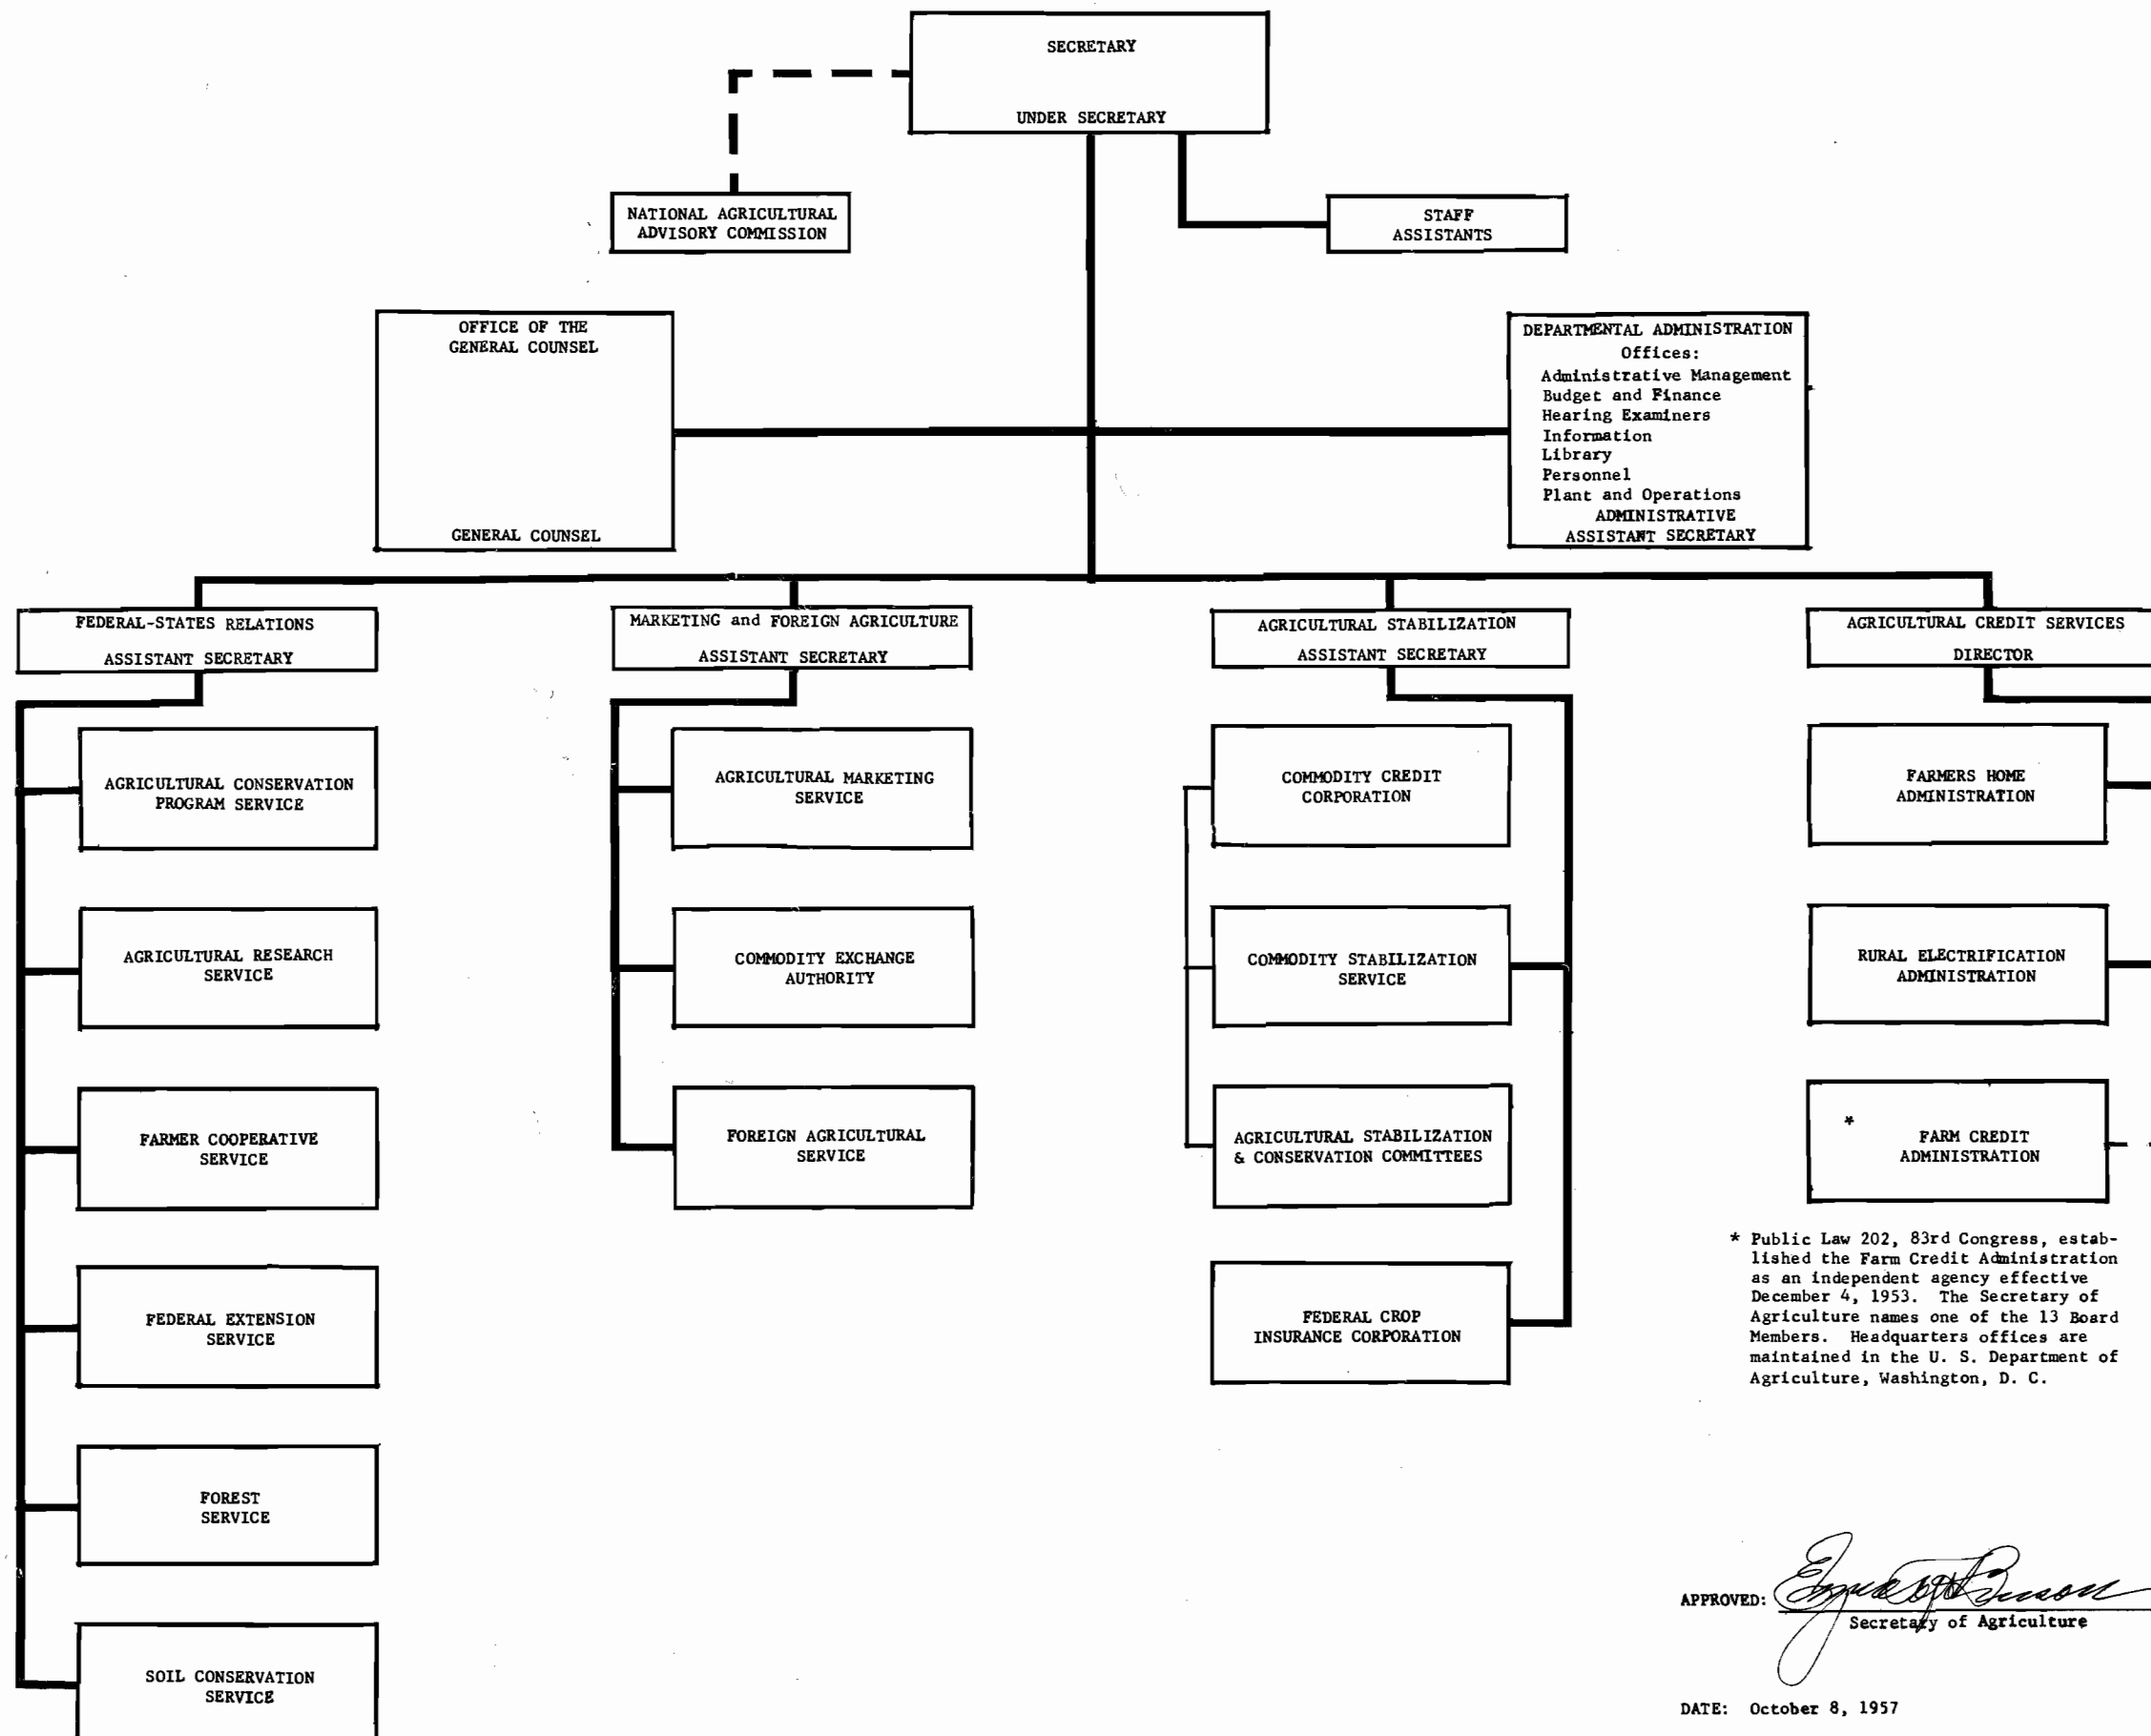 SECRETARY
UNDER SECRETARY
NATIONAL AGRICULTURAL
ADVISORY COMMISSION
STAFF
ASSISTANTS
OFFICE OF THE
GENERAL COUNSEL
GENERAL COUNSEL
DEPARTMENTAL ADMINISTRATION
Offices:
Administrative Management
Budget and Finance
Hearing Examiners
Information
Library
Personnel
Plant and Operations
ADMINISTRATIVE
ASSISTANT SECRETARY
FEDERAL-STATES RELATIONS
ASSISTANT SECRETARY
AGRICULTURAL CONSERVATION
PROGRAM SERVICE
AGRICULTURAL RESEARCH
SERVICE
FARMER COOPERATIVE
SERVICE
FEDERAL EXTENSION
SERVICE
FOREST
SERVICE
SOIL CONSERVATION
SERVICE
MARKETING and FOREIGN AGRICULTURE
ASSISTANT SECRETARY
AGRICULTURAL MARKETING
SERVICE
COMMODITY EXCHANGE
AUTHORITY
FOREIGN AGRICULTURAL
SERVICE
AGRICULTURAL STABILIZATION
ASSISTANT SECRETARY
COMMODITY CREDIT
CORPORATION
COMMODITY STABILIZATION
SERVICE
AGRICULTURAL STABILIZATION
& CONSERVATION COMMITTEES
FEDERAL CROP
INSURANCE CORPORATION
AGRICULTURAL CREDIT SERVICES
DIRECTOR
FARMERS HOME
ADMINISTRATION
RURAL ELECTRIFICATION
ADMINISTRATION
* FARM CREDIT
ADMINISTRATION
* Public Law 202, 83rd Congress, estab-
lished the Farm Credit Administration
as an independent agency effective
December 4, 1953. The Secretary of
Agriculture names one of the 13 Board
Members. Headquarters offices are
maintained in the U. S. Department of
Agriculture, Washington, D. C.
APPROVED:
Secretary of Agriculture
DATE: October 8, 1957